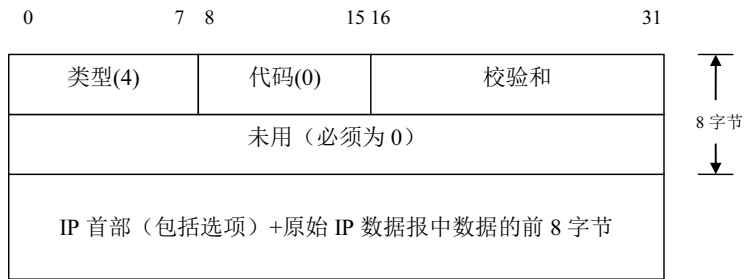 0 7 8 15 16 31
类型(4) 代码(0) 校验和
8 字节
未用（必须为 0）
IP 首部（包括选项）+原始 IP 数据报中数据的前 8 字节